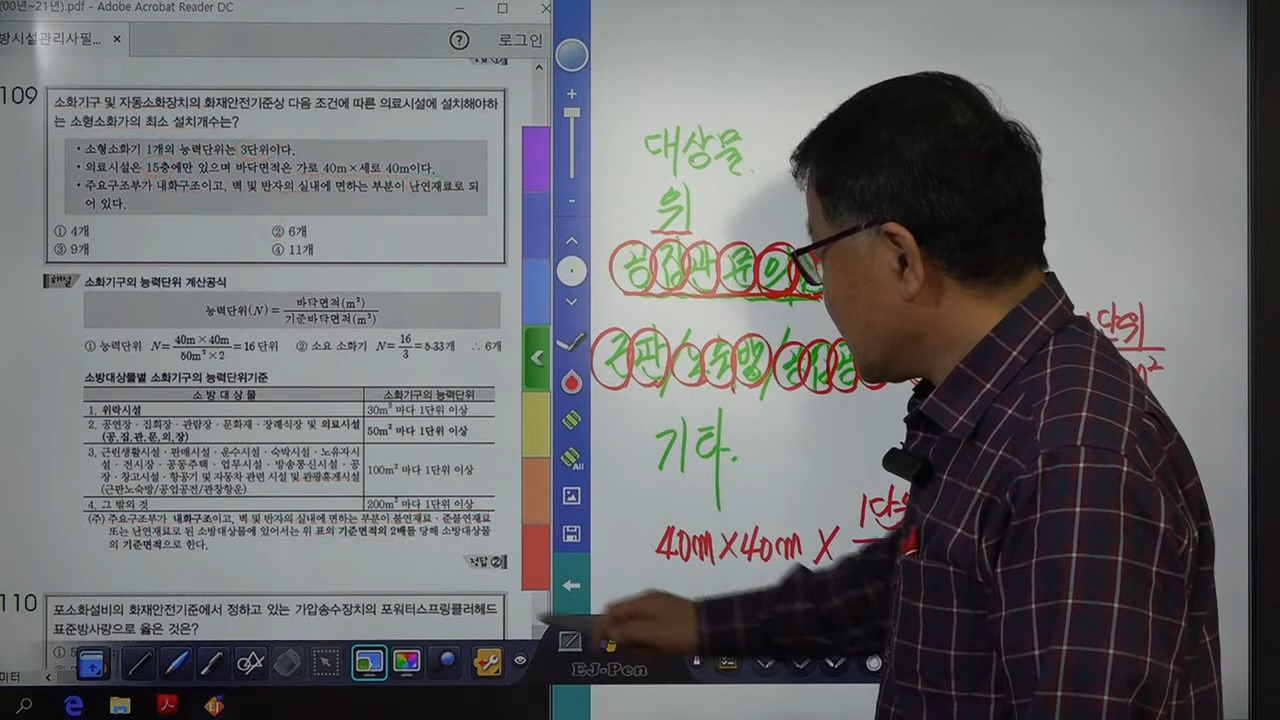 (00년~21년).pdf - Adobe Acrobat Reader DC
방시설관리사필...
로그인
109
소화기구 및 자동소화장치의 화재안전기준상 다음 조건에 따른 의료시설에 설치해야하
는 소형소화기의 최소 설치개수는?
• 소형소화기 1개의 능력단위는 3단위이다.
• 의료시설은 15층에만 있으며 바닥면적은 가로 40m×세로 40m이다.
• 주요구조부가 내화구조이고, 벽 및 반자의 실내에 면하는 부분이 난연재료로 되
어 있다.
① 4개 ② 6개
③ 9개 ④ 11개
해설 소화기구의 능력단위 계산공식
능력단위(N)= 바닥면적(m²) / 기준바닥면적(m²)
① 능력단위 N= 40m×40m / 50m²×2 =16단위 ② 소요 소화기 N= 16/3 =5.33개 ∴ 6개
소방대상물별 소화기구의 능력단위기준
소방대상물 소화기구의 능력단위
1. 위락시설 30m² 마다 1단위 이상
2. 공연장·집회장·관람장·문화재·장례식장 및 의료시설
(공,집,관,문,의,장) 50m² 마다 1단위 이상
3. 근린생활시설·판매시설·운수시설·숙박시설·노유자시
설·전시장·공동주택·업무시설·방송통신시설·공
장·창고시설·항공기 및 자동차 관련 시설 및 관광휴게시설
(근판노숙방/공업공전/관창항운) 100m² 마다 1단위 이상
4. 그 밖의 것 200m² 마다 1단위 이상
(주) 주요구조부가 내화구조이고, 벽 및 반자의 실내에 면하는 부분이 불연재료·준불연재료
또는 난연재료로 된 소방대상물에 있어서는 위 표의 기준면적의 2배를 당해 소방대상물
의 기준면적으로 한다.
정답 ②
110
포소화설비의 화재안전기준에서 정하고 있는 가압송수장치의 포워터스프링클러헤드
표준방사량으로 옳은 것은?
대상물.
위
공집관문의
근판/노숙방/공업공
기타.
40m×40m×
1단위
All
EJ-Pen